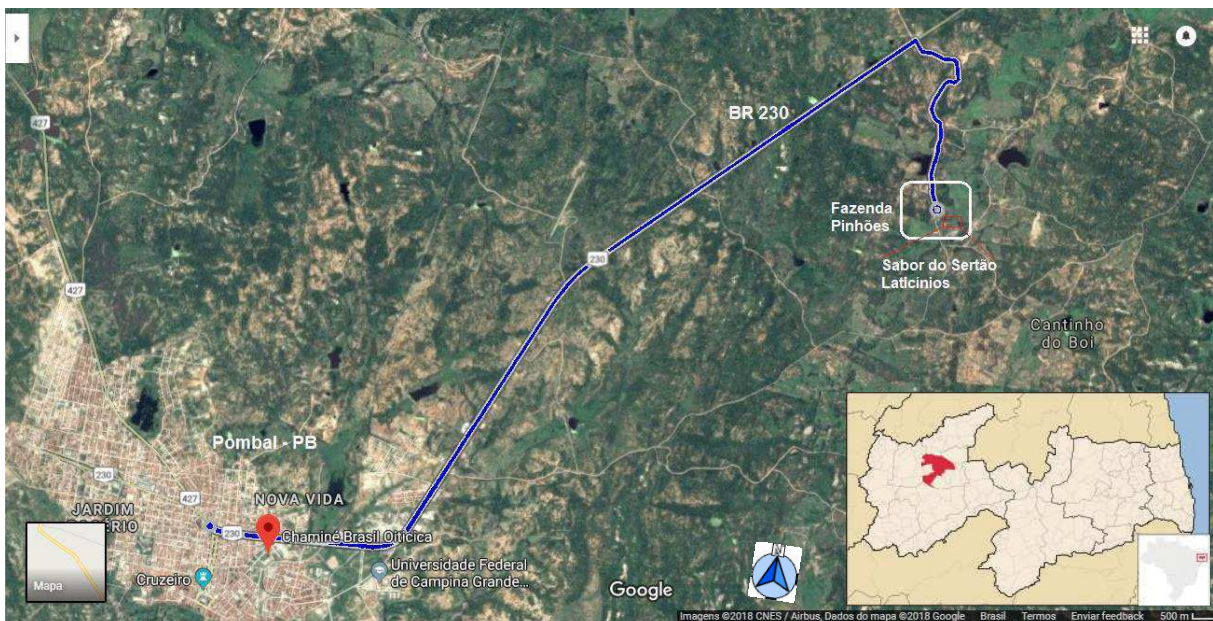 427
BR 230
Fazenda
Pinhões
Sabor do Sertão
Laticínios
230
427
Cantinho
do Boi
Pombal - PB
230
427
NOVA VIDA
JARDIM
ROGÉRIO
230
Chaminé Brasil Oiticica
Universidade Federal
de Campina Grande...
Cruzeiro
Mapa
N
Google
Imagens ©2018 CNES / Airbus, Dados do mapa ©2018 Google Brasil Termos Enviar feedback 500 m